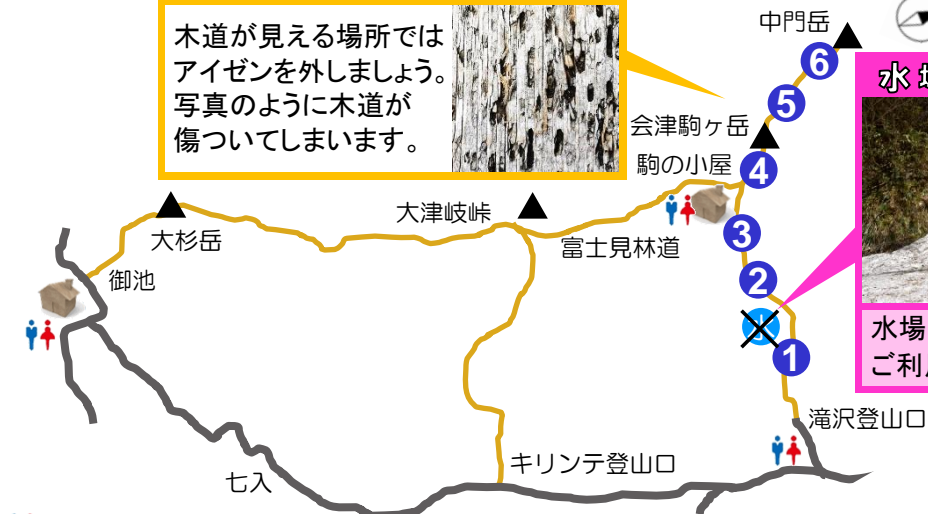 木道が見える場所では
アイゼンを外しましょう。
写真のように木道が
傷ついてしまいます。
中門岳
6
水
5
会津駒ヶ岳
駒の小屋
4
大津岐峠
大杉岳
3
富士見林道
御池
2
水
1
水場
ご利
滝沢登山口
キリンテ登山口
七入